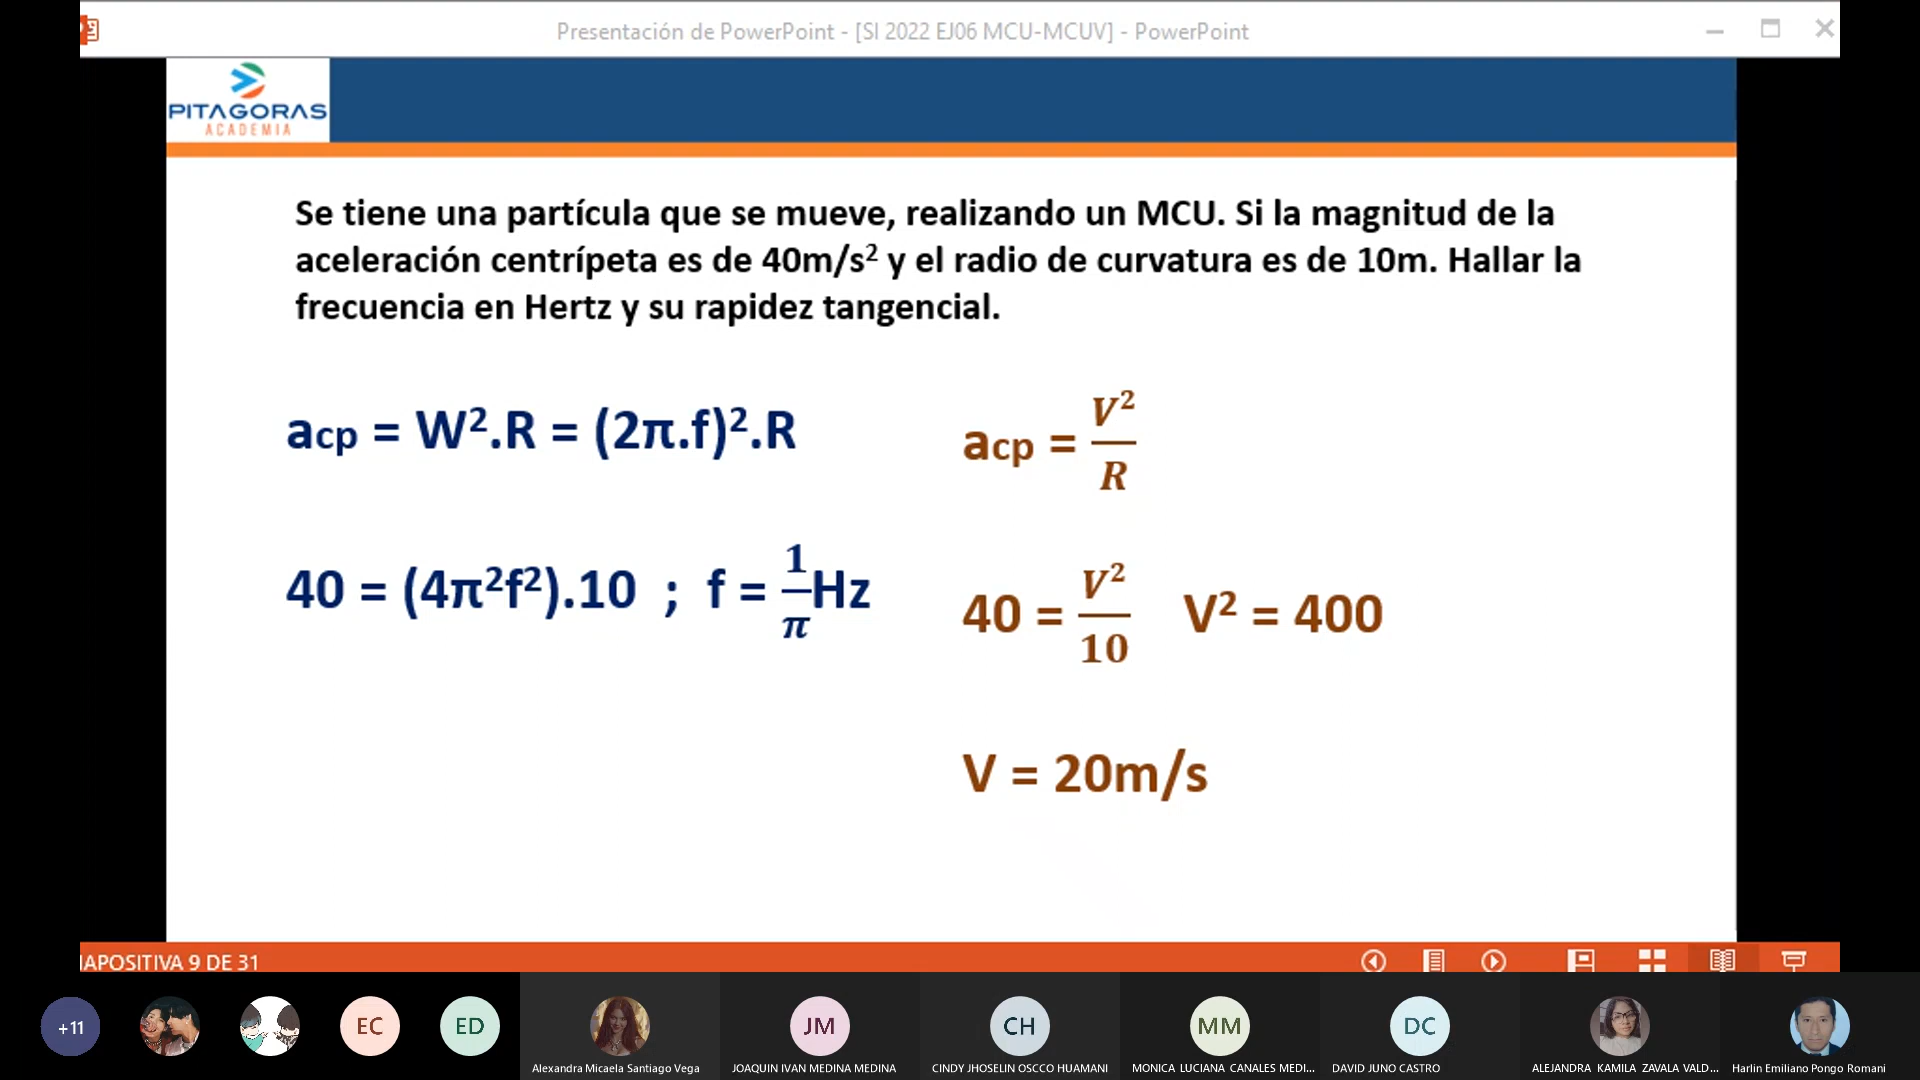 Presentación de PowerPoint - [SI 2022 EJ06 MCU-MCUV] - PowerPoint
PITAGORAS
ACADEMIA
Se tiene una partícula que se mueve, realizando un MCU. Si la magnitud de la
aceleración centrípeta es de 40m/s² y el radio de curvatura es de 10m. Hallar la
frecuencia en Hertz y su rapidez tangencial.
acp = W².R = (2π.f)².R
acp = V²/R
40 = (4π²f²).10 ; f = 1/π Hz
40 = V²/10 V² = 400
V = 20m/s
IAPOSITIVA 9 DE 31
+11
EC
ED
JM
CH
MM
DC
Alexandra Micaela Santiago Vega
JOAQUIN IVAN MEDINA MEDINA
CINDY JHOSELIN OSCCO HUAMANI
MONICA LUCIANA CANALES MEDI...
DAVID JUNO CASTRO
ALEJANDRA KAMILA ZAVALA VALD...
Harlin Emiliano Pongo Romani